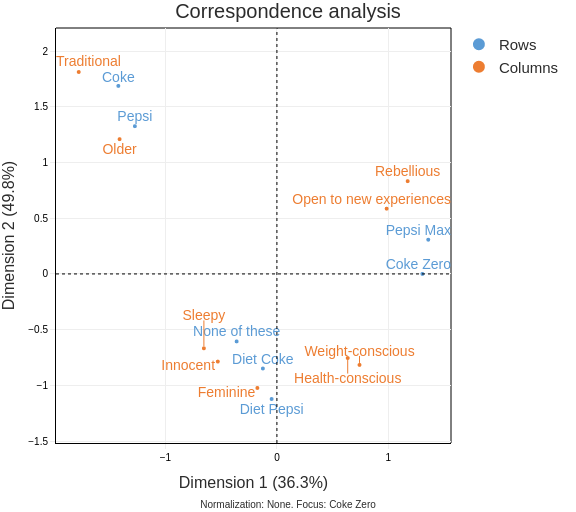 Correspondence analysis
Rows
Columns
2
1.5
1
0.5
0
−0.5
−1
−1.5
Dimension 2 (49.8%)
Traditional
Coke
Pepsi
Older
Rebellious
Open to new experiences
Pepsi Max
Coke Zero
Sleepy
None of these
Weight-conscious
Diet Coke
Innocent
Health-conscious
Feminine
Diet Pepsi
−1
0
1
Dimension 1 (36.3%)
Normalization: None. Focus: Coke Zero